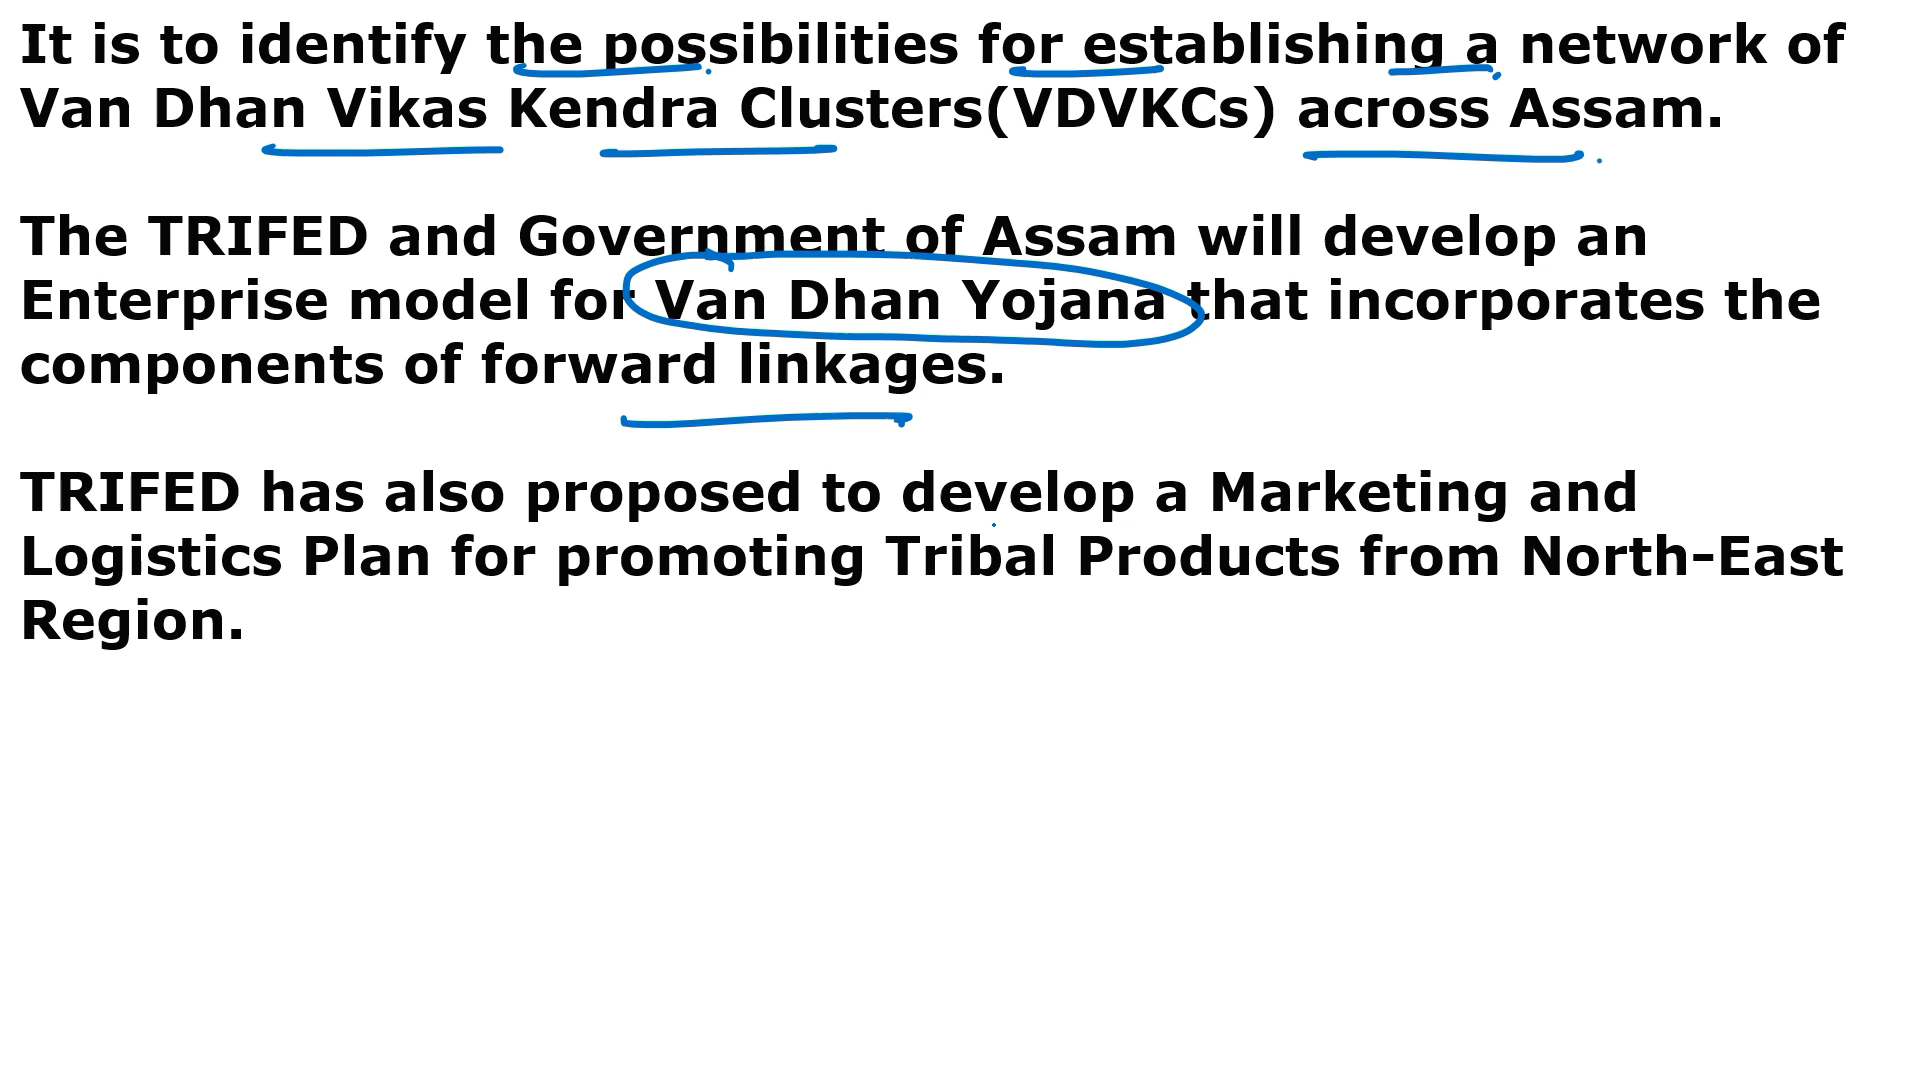 It is to identify the possibilities for establishing a network of
Van Dhan Vikas Kendra Clusters(VDVKCs) across Assam.
The TRIFED and Government of Assam will develop an
Enterprise model for Van Dhan Yojana that incorporates the
components of forward linkages.
TRIFED has also proposed to develop a Marketing and
Logistics Plan for promoting Tribal Products from North-East
Region.